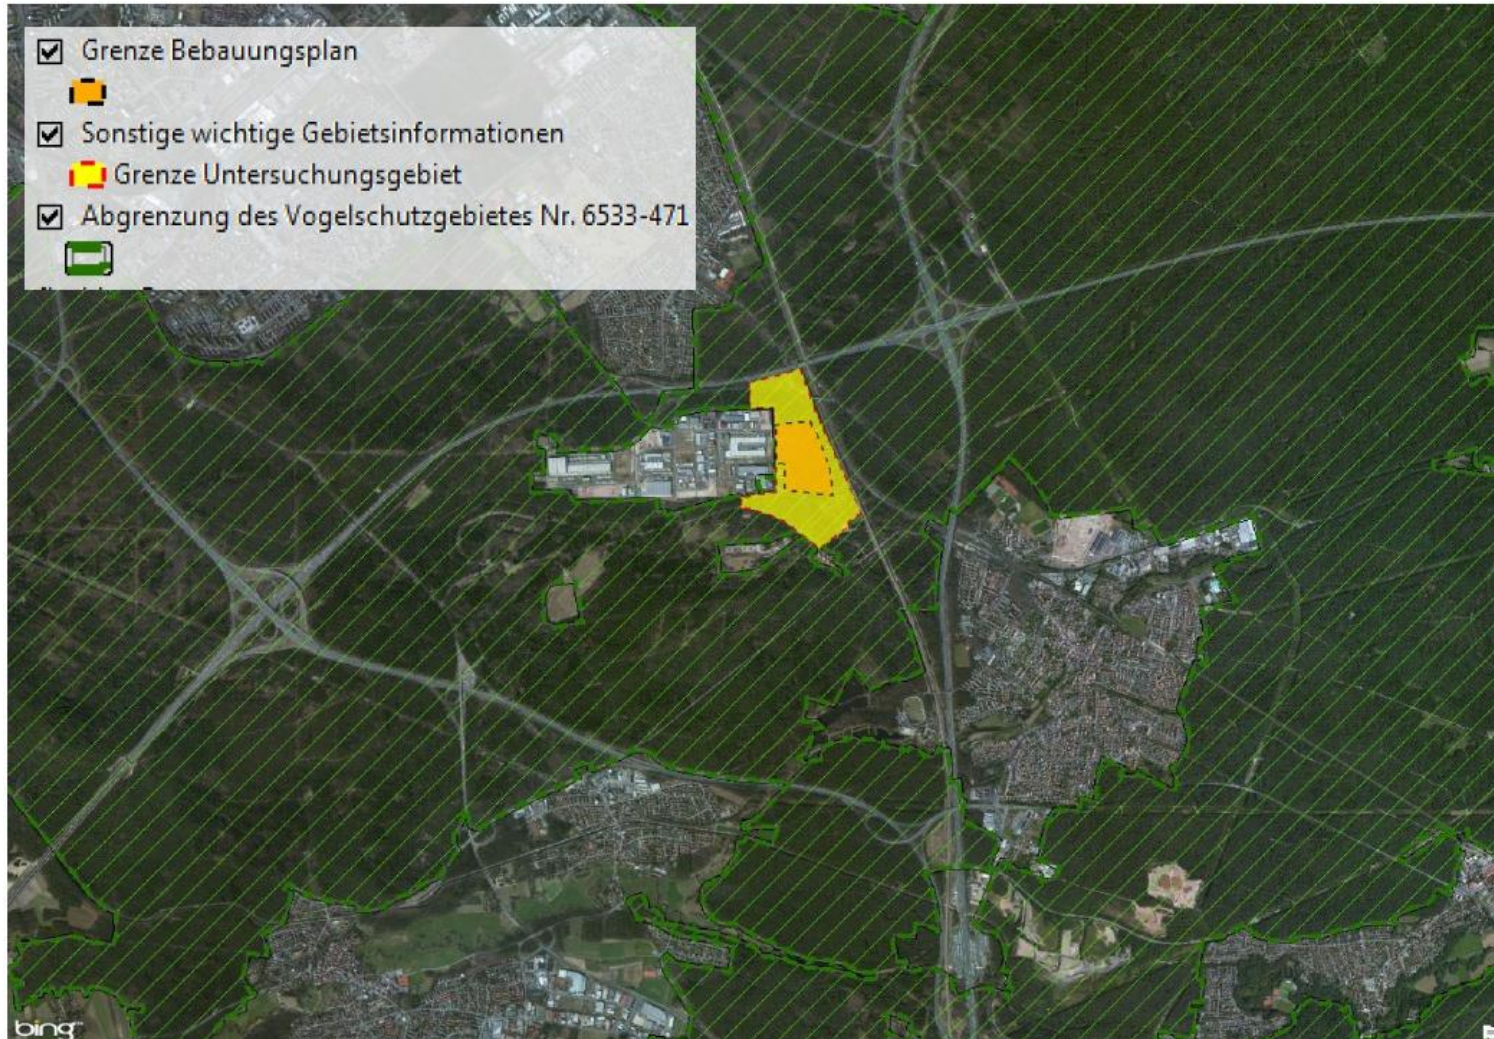 Grenze Bebauungsplan
Sonstige wichtige Gebietsinformationen
Grenze Untersuchungsgebiet
Abgrenzung des Vogelschutzgebietes Nr. 6533-471
bing